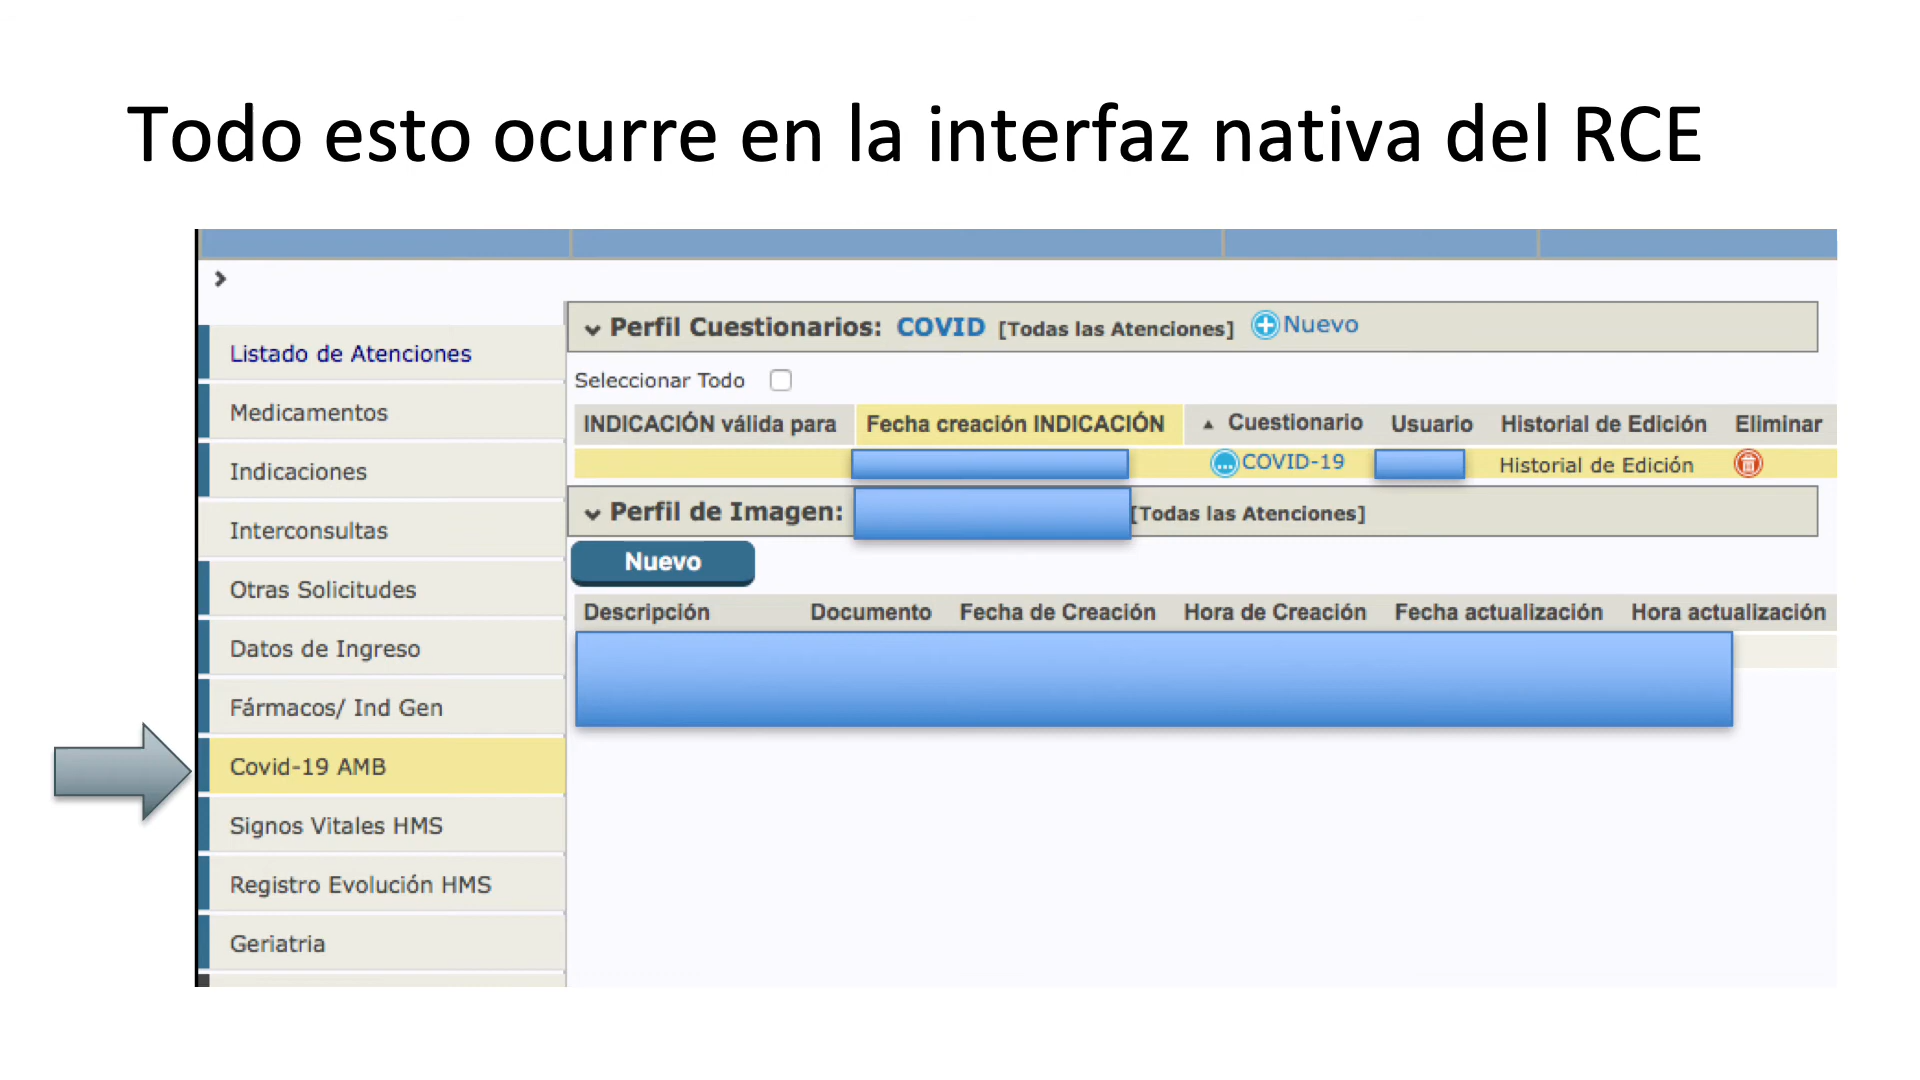 Todo esto ocurre en la interfaz nativa del RCE
Listado de Atenciones
Medicamentos
Indicaciones
Interconsultas
Otras Solicitudes
Datos de Ingreso
Fármacos/ Ind Gen
Covid-19 AMB
Signos Vitales HMS
Registro Evolución HMS
Geriatria
Perfil Cuestionarios: COVID [Todas las Atenciones] Nuevo
Seleccionar Todo
INDICACIÓN válida para Fecha creación INDICACIÓN Cuestionario Usuario Historial de Edición Eliminar
COVID-19 Historial de Edición
Perfil de Imagen: [Todas las Atenciones]
Nuevo
Descripción Documento Fecha de Creación Hora de Creación Fecha actualización Hora actualización